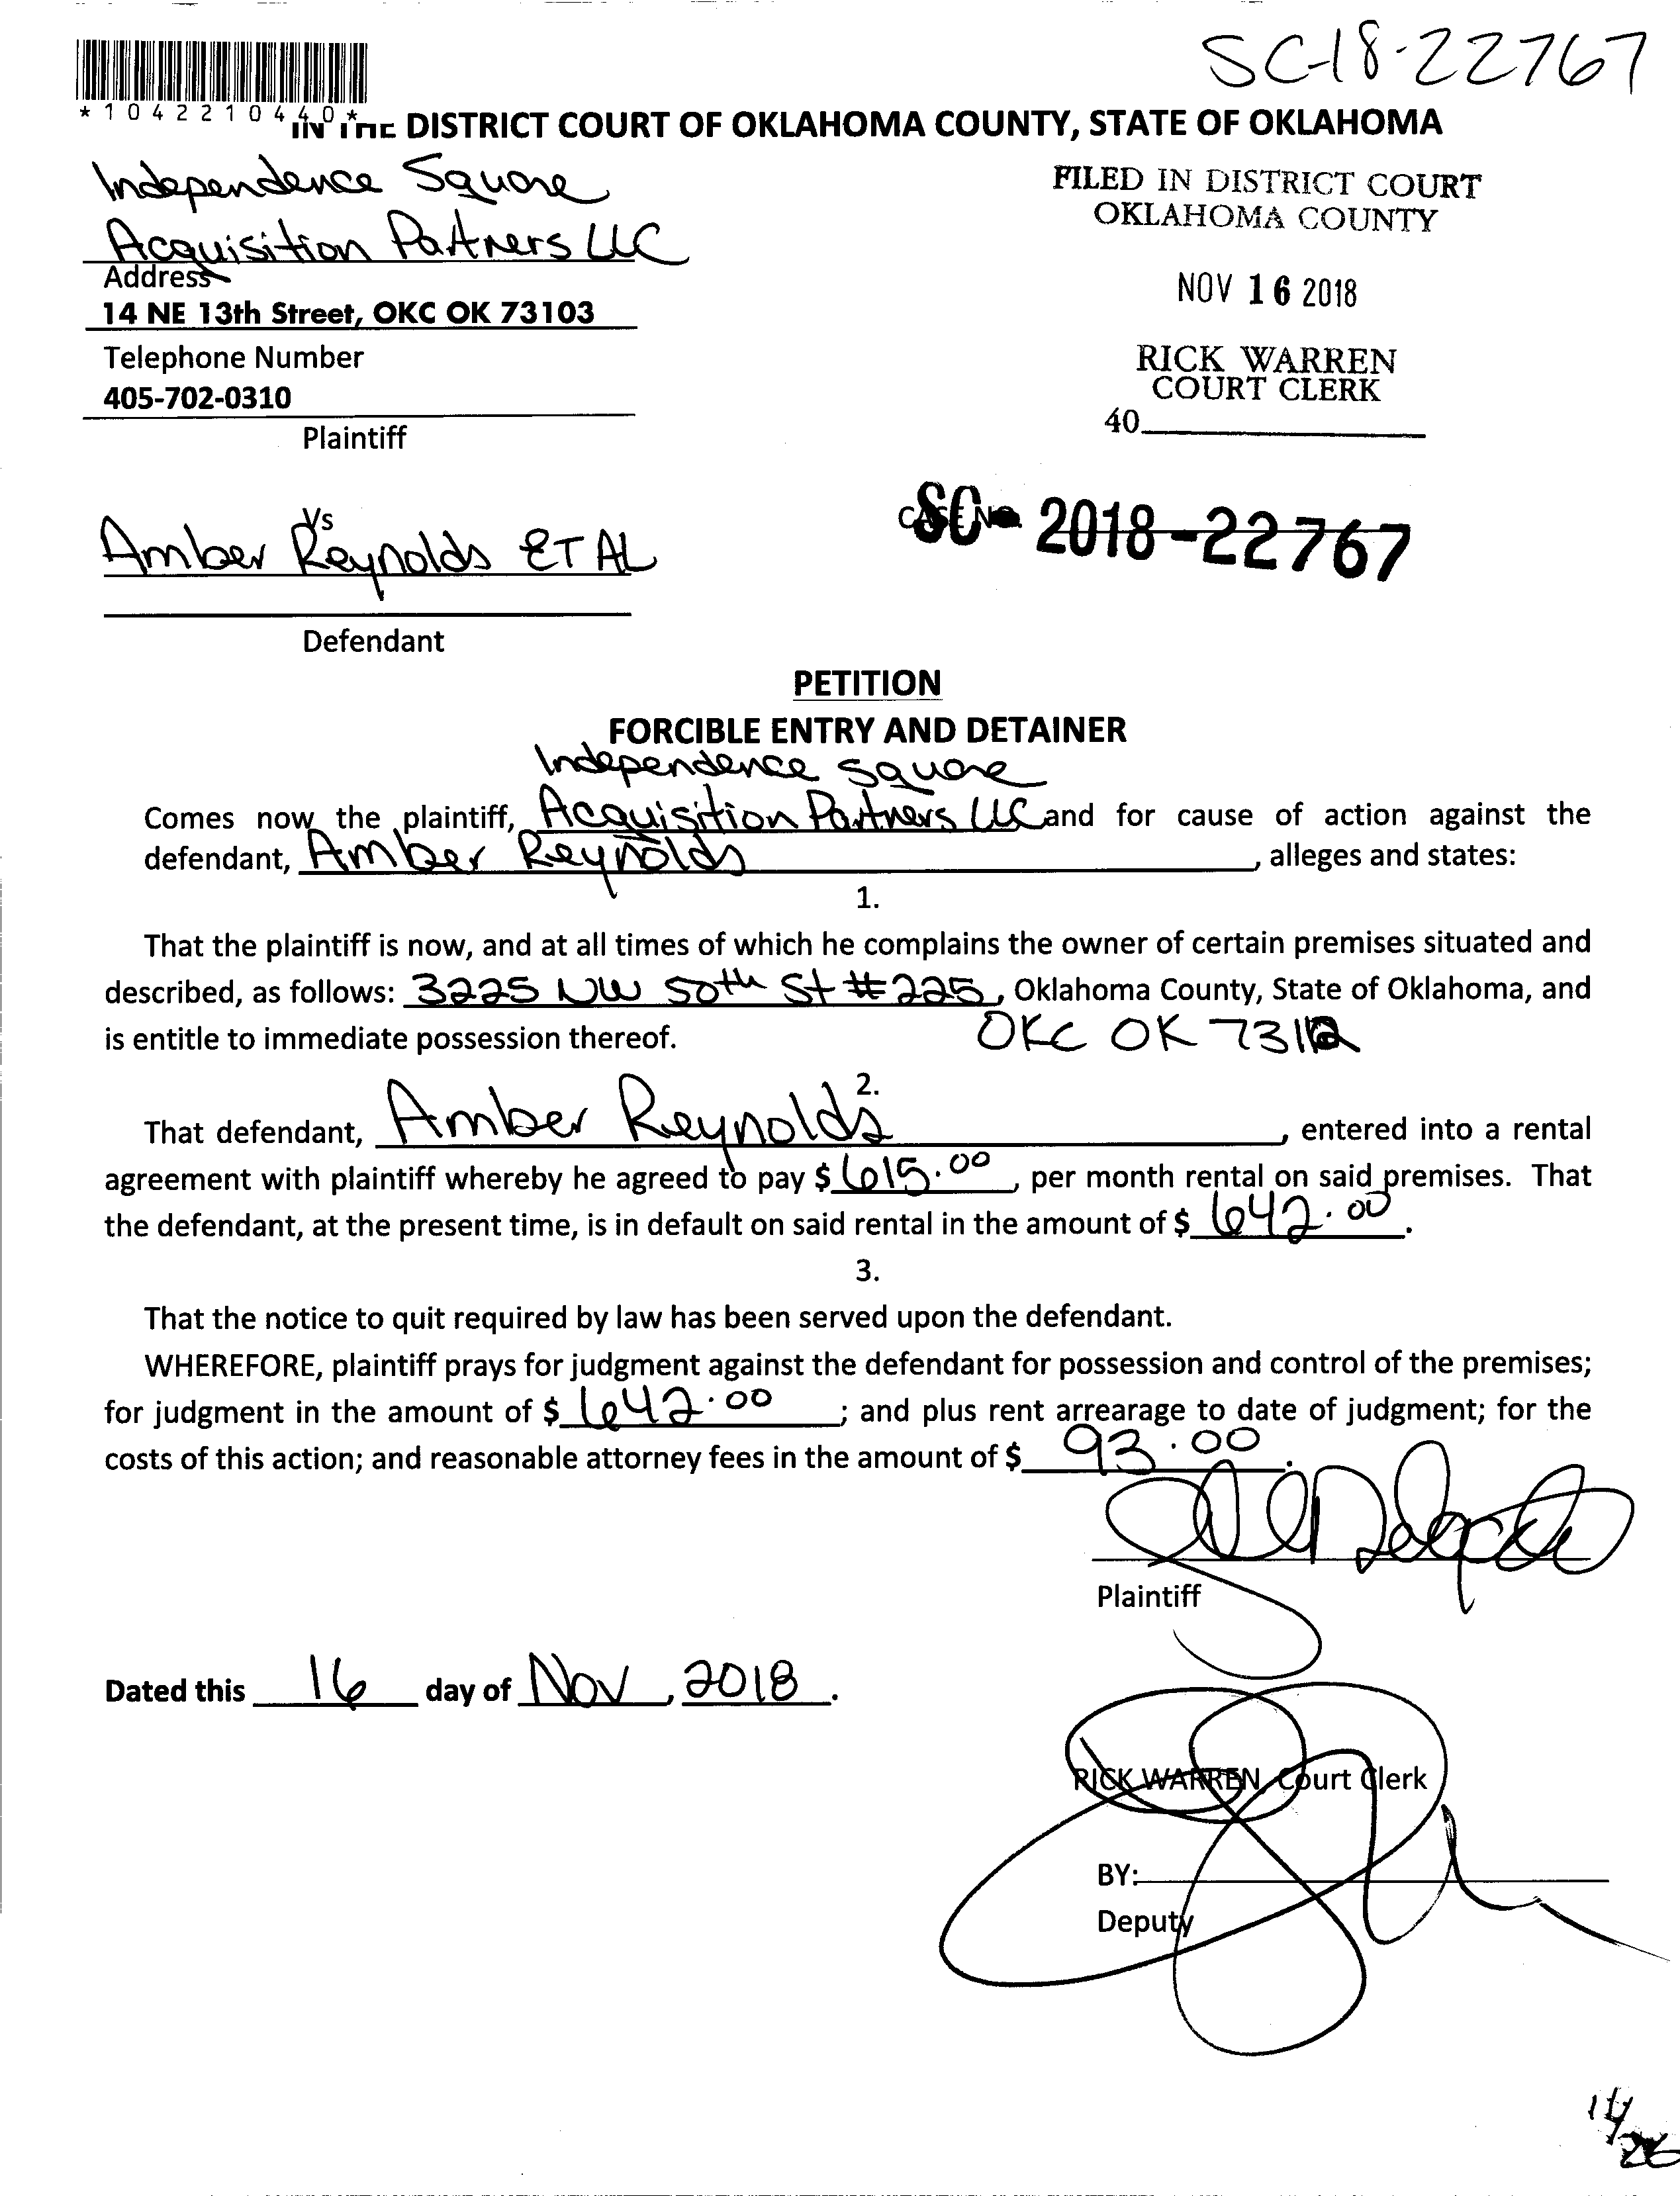 SC-18-22767
*1042210440*
IN THE DISTRICT COURT OF OKLAHOMA COUNTY, STATE OF OKLAHOMA
Independence Square
Acquisition Partners LLC
Address
14 NE 13th Street, OKC OK 73103
Telephone Number
405-702-0310
Plaintiff
FILED IN DISTRICT COURT
OKLAHOMA COUNTY
NOV 16 2018
RICK WARREN
COURT CLERK
40
Vs
Amber Reynolds ET AL
Defendant
CASE NO. SC-2018-22767
PETITION
FORCIBLE ENTRY AND DETAINER
Independence Square
Comes now the plaintiff, Acquisition Partners LLC and for cause of action against the
defendant, Amber Reynolds, alleges and states:
1.
That the plaintiff is now, and at all times of which he complains the owner of certain premises situated and
described, as follows: 3225 NW 50th St #225, Oklahoma County, State of Oklahoma, and
is entitle to immediate possession thereof. OKC OK 73112
2.
That defendant, Amber Reynolds, entered into a rental
agreement with plaintiff whereby he agreed to pay $ 615.00, per month rental on said premises. That
the defendant, at the present time, is in default on said rental in the amount of $ 642.00.
3.
That the notice to quit required by law has been served upon the defendant.
WHEREFORE, plaintiff prays for judgment against the defendant for possession and control of the premises;
for judgment in the amount of $ 642.00; and plus rent arrearage to date of judgment; for the
costs of this action; and reasonable attorney fees in the amount of $ 93.00.
Plaintiff
Dated this 16 day of Nov, 2018.
RICK WARREN, Court Clerk
BY:
Deputy
11/26